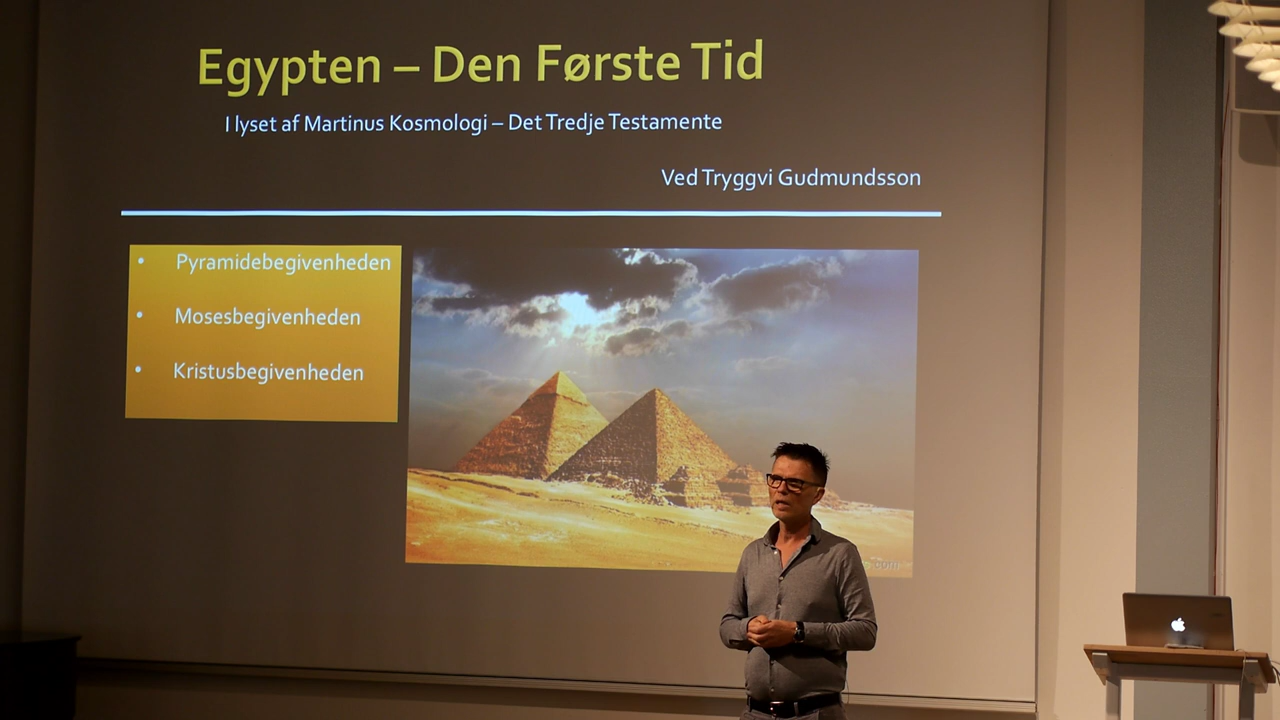 Egypten – Den Første Tid
I lyset af Martinus Kosmologi – Det Tredje Testamente
Ved Tryggvi Gudmundsson
• Pyramidebegivenheden
• Mosesbegivenheden
• Kristusbegivenheden